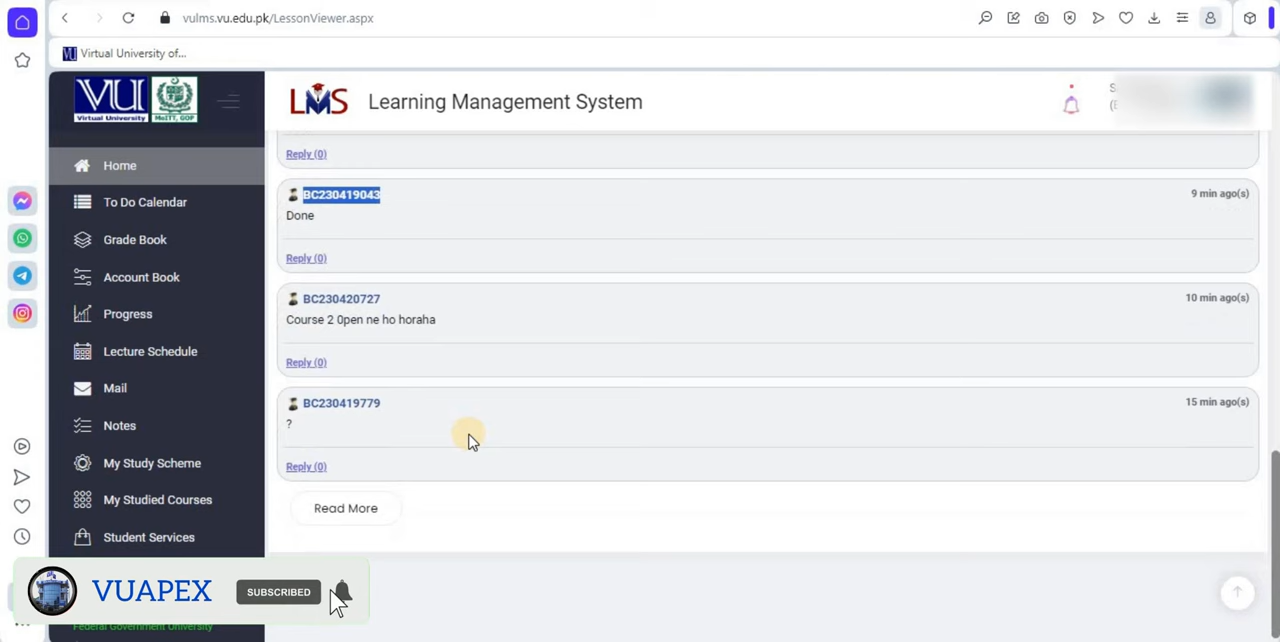 vulms.vu.edu.pk/LessonViewer.aspx
VU Virtual University of...
VU
Virtual University
MoITT, GOP
LMS
Learning Management System
Home
To Do Calendar
Grade Book
Account Book
Progress
Lecture Schedule
Mail
Notes
My Study Scheme
My Studied Courses
Student Services
Federal Government University
Reply (0)
BC230419043
9 min ago(s)
Done
Reply (0)
BC230420727
10 min ago(s)
Course 2 0pen ne ho horaha
Reply (0)
BC230419779
15 min ago(s)
?
Reply (0)
Read More
VUAPEX
SUBSCRIBED